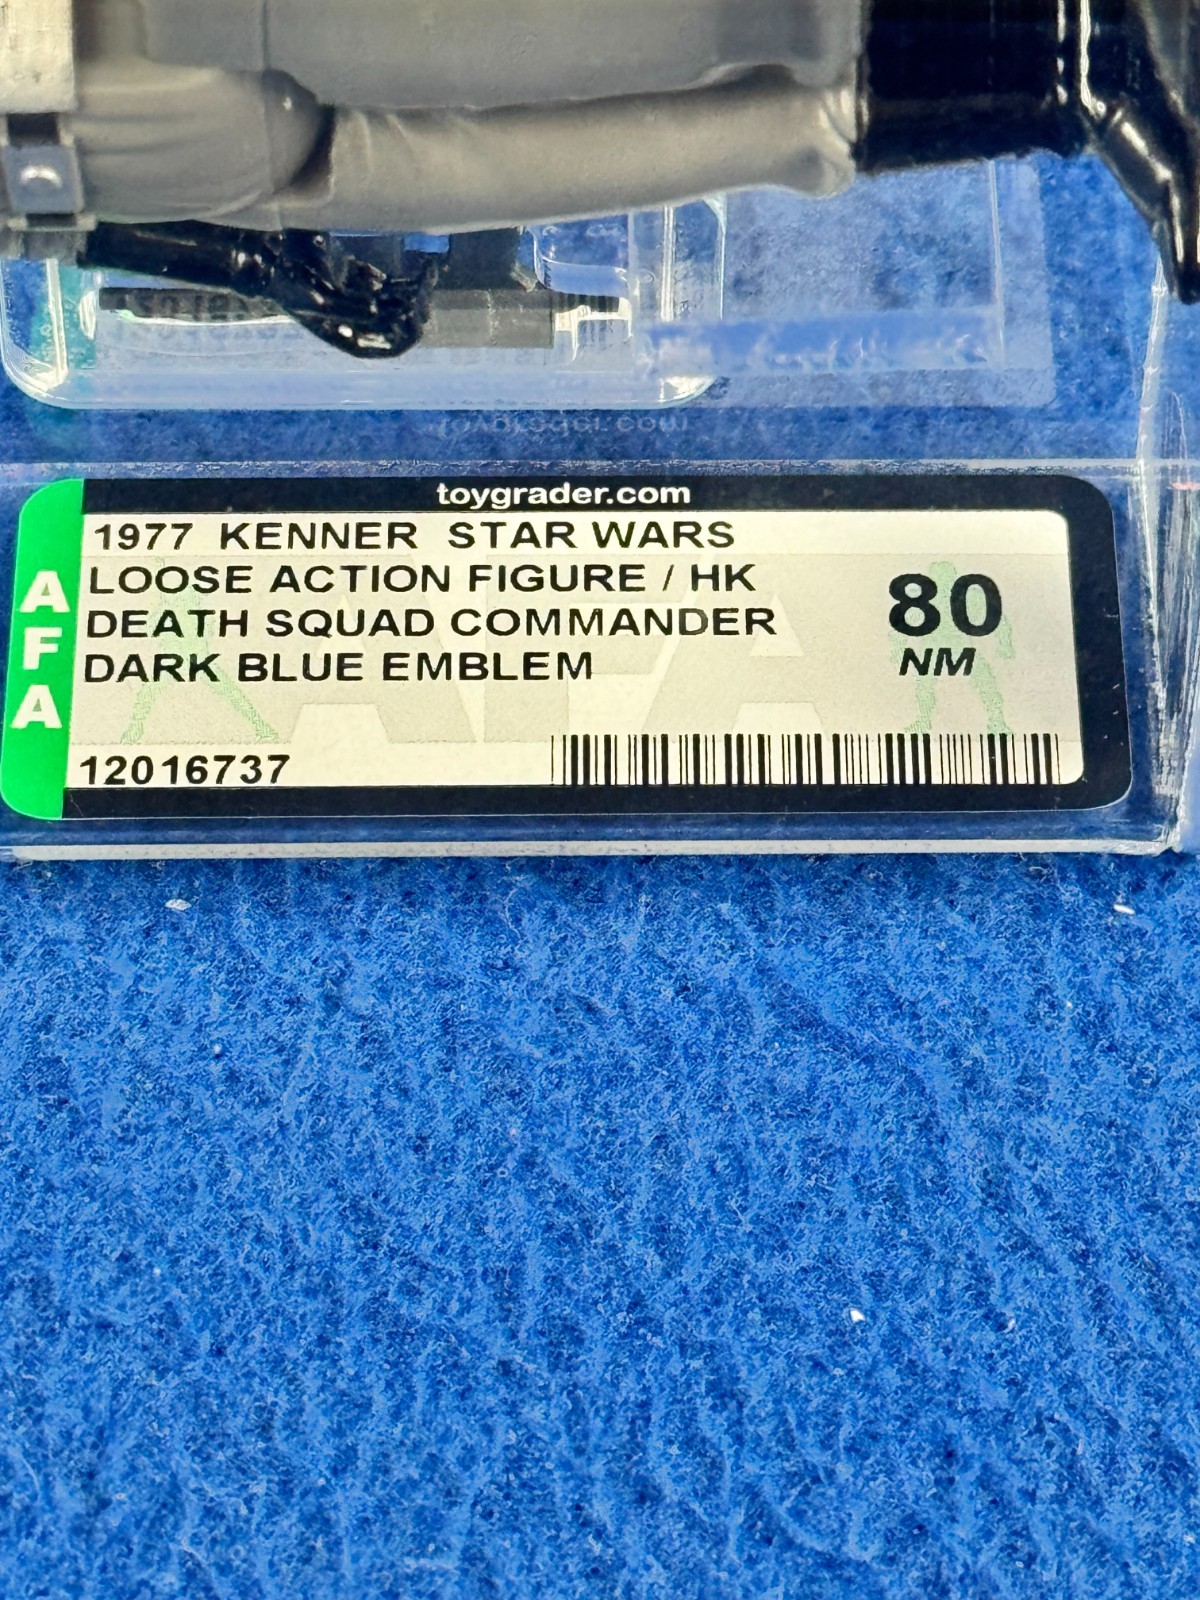 toygrader.com
AFA
1977 KENNER STAR WARS
LOOSE ACTION FIGURE / HK
DEATH SQUAD COMMANDER
DARK BLUE EMBLEM
80
NM
12016737